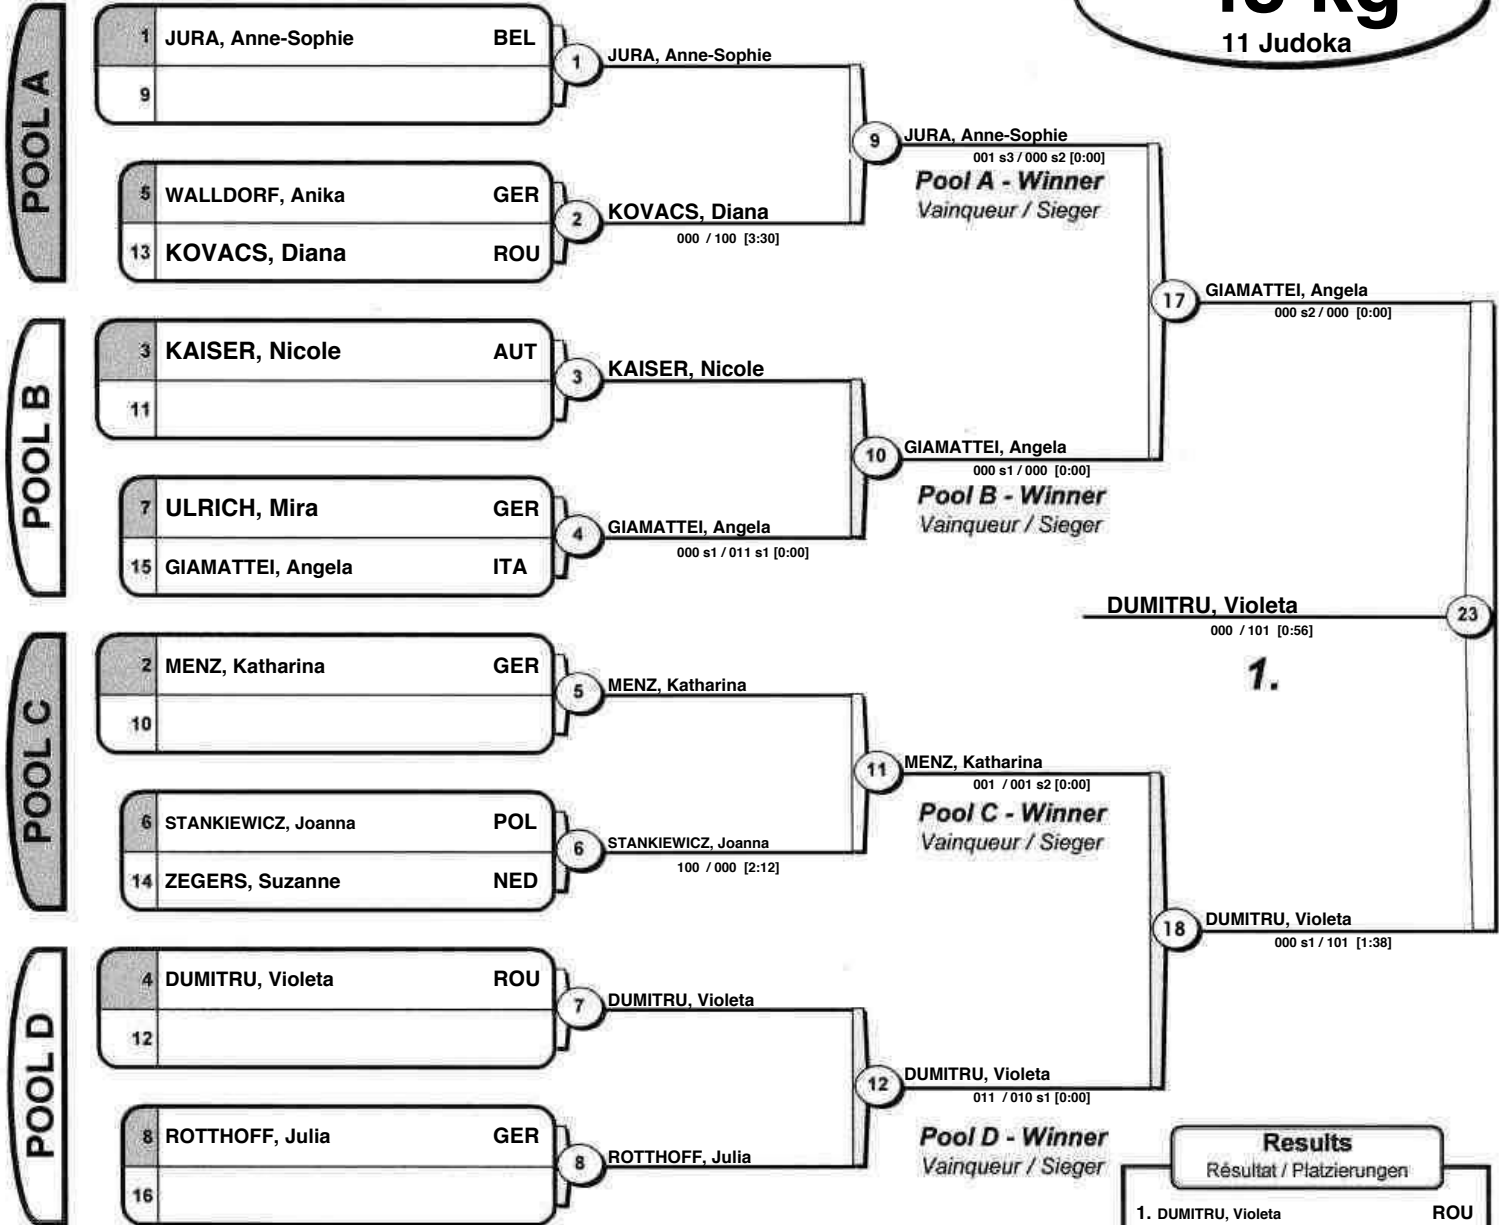 kg
11 Judoka
POOL A
1 JURA, Anne-Sophie BEL
9
1 JURA, Anne-Sophie
5 WALLDORF, Anika GER
13 KOVACS, Diana ROU
2 KOVACS, Diana
000 / 100 [3:30]
9 JURA, Anne-Sophie
001 s3 / 000 s2 [0:00]
Pool A - Winner
Vainqueur / Sieger
POOL B
3 KAISER, Nicole AUT
11
3 KAISER, Nicole
7 ULRICH, Mira GER
15 GIAMATTEI, Angela ITA
4 GIAMATTEI, Angela
000 s1 / 011 s1 [0:00]
10 GIAMATTEI, Angela
000 s1 / 000 [0:00]
Pool B - Winner
Vainqueur / Sieger
17 GIAMATTEI, Angela
000 s2 / 000 [0:00]
DUMITRU, Violeta 23
000 / 101 [0:56]
1.
POOL C
2 MENZ, Katharina GER
10
5 MENZ, Katharina
6 STANKIEWICZ, Joanna POL
14 ZEGERS, Suzanne NED
6 STANKIEWICZ, Joanna
100 / 000 [2:12]
11 MENZ, Katharina
001 / 001 s2 [0:00]
Pool C - Winner
Vainqueur / Sieger
18 DUMITRU, Violeta
000 s1 / 101 [1:38]
POOL D
4 DUMITRU, Violeta ROU
12
7 DUMITRU, Violeta
8 ROTTHOFF, Julia GER
16
8 ROTTHOFF, Julia
12 DUMITRU, Violeta
011 / 010 s1 [0:00]
Pool D - Winner
Vainqueur / Sieger
Results
Résultat / Platzierungen
1. DUMITRU, Violeta ROU